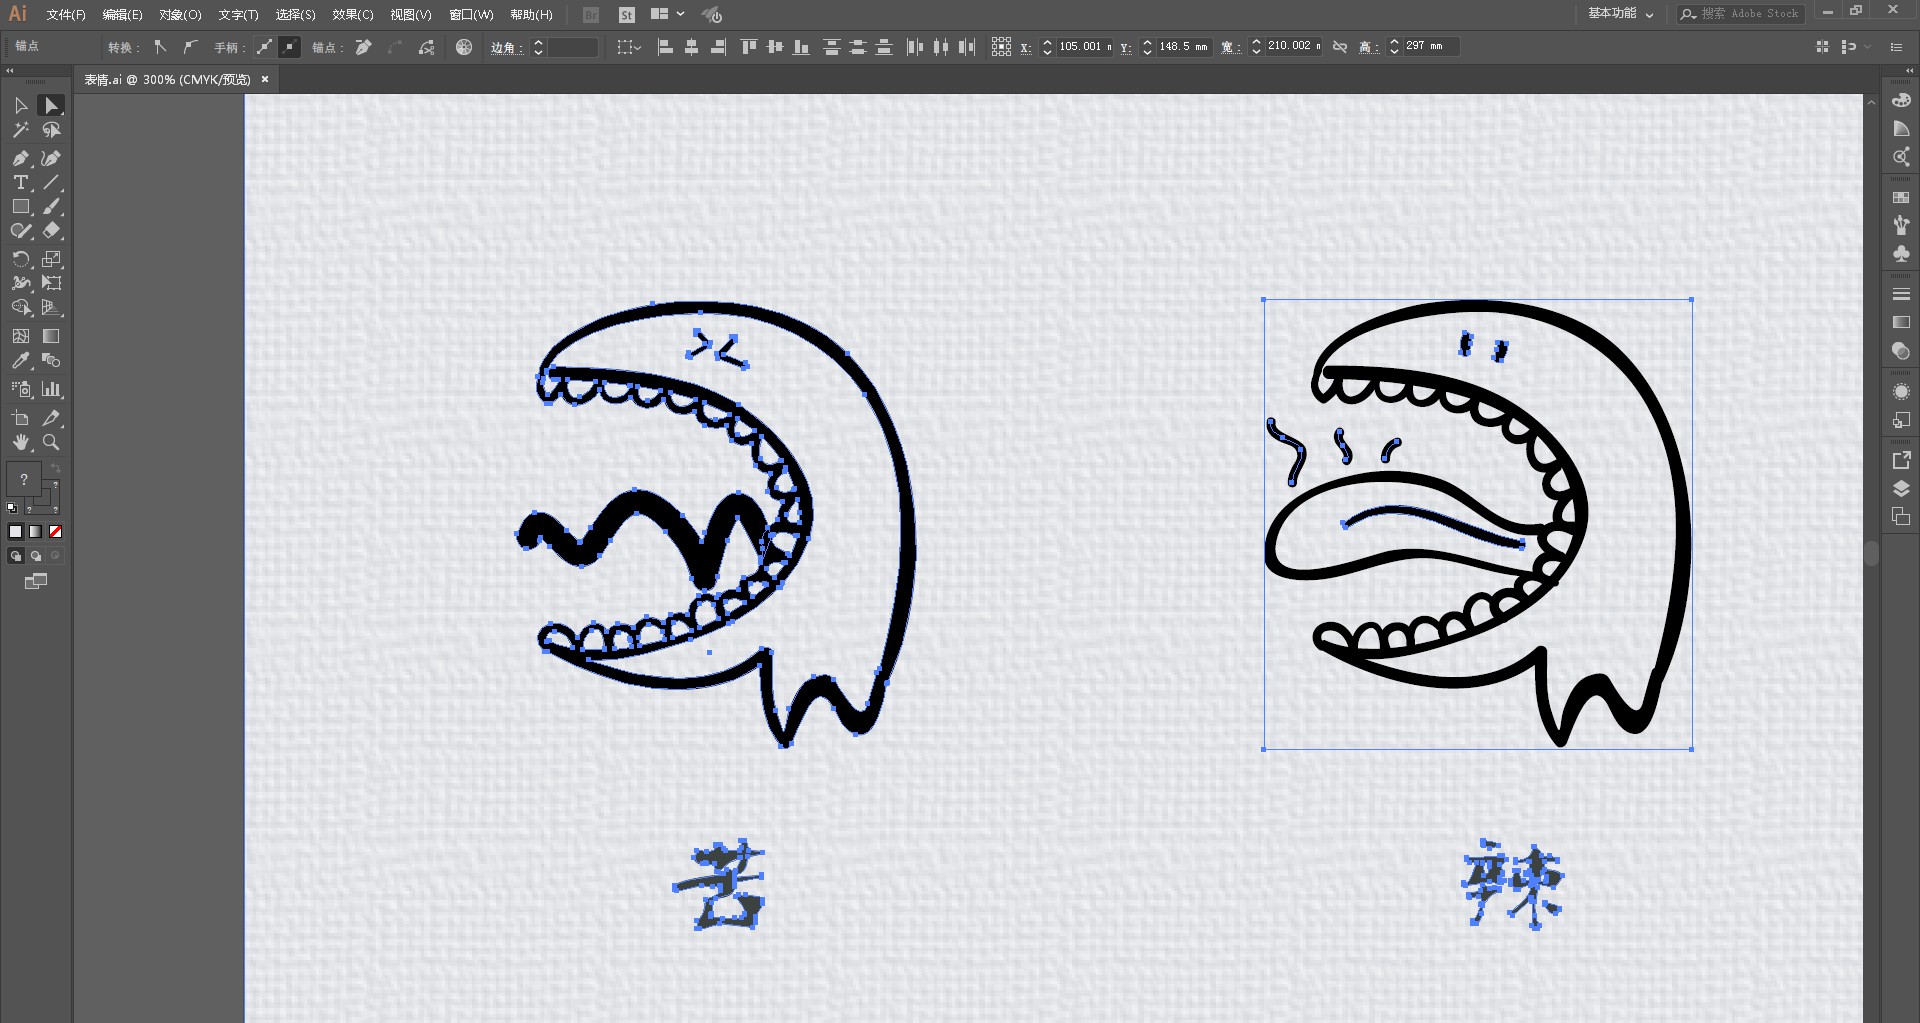 Ai 文件(F) 编辑(E) 对象(O) 文字(T) 选择(S) 效果(C) 视图(V) 窗口(W) 帮助(H) Br St 基本功能 搜索 Adobe Stock
锚点 转换: 手柄: 锚点: 边角: X: 105.001 Y: 148.5 mm 宽: 210.002 高: 297 mm
表情.ai @ 300% (CMYK/预览) ×
苦 辣